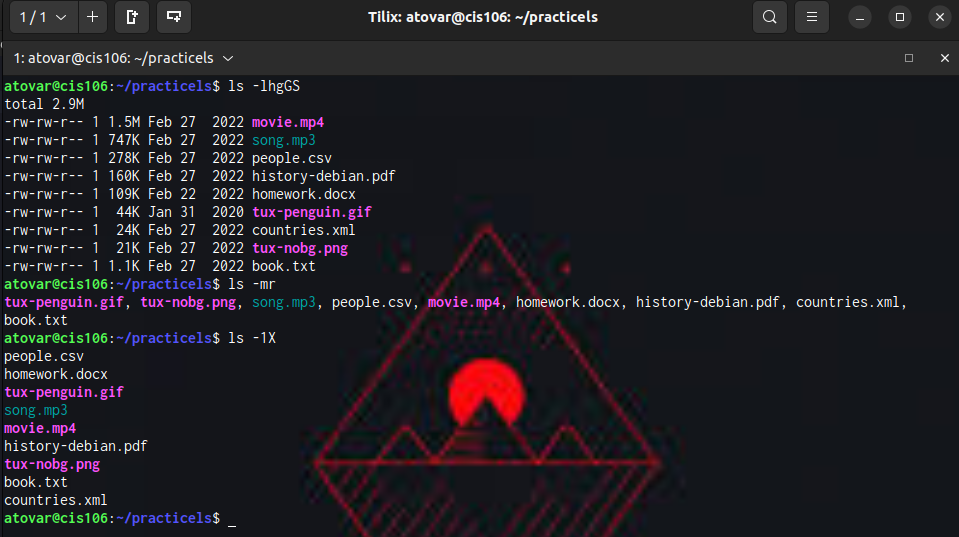 1 / 1
Tilix: atovar@cis106: ~/practicels
1: atovar@cis106: ~/practicels
atovar@cis106:~/practicels$ ls -lhgGS
total 2.9M
-rw-rw-r-- 1 1.5M Feb 27  2022 movie.mp4
-rw-rw-r-- 1 747K Feb 27  2022 song.mp3
-rw-rw-r-- 1 278K Feb 27  2022 people.csv
-rw-rw-r-- 1 160K Feb 27  2022 history-debian.pdf
-rw-rw-r-- 1 109K Feb 22  2022 homework.docx
-rw-rw-r-- 1  44K Jan 31  2020 tux-penguin.gif
-rw-rw-r-- 1  24K Feb 27  2022 countries.xml
-rw-rw-r-- 1  21K Feb 27  2022 tux-nobg.png
-rw-rw-r-- 1 1.1K Feb 27  2022 book.txt
atovar@cis106:~/practicels$ ls -mr
tux-penguin.gif, tux-nobg.png, song.mp3, people.csv, movie.mp4, homework.docx, history-debian.pdf, countries.xml,
book.txt
atovar@cis106:~/practicels$ ls -1X
people.csv
homework.docx
tux-penguin.gif
song.mp3
movie.mp4
history-debian.pdf
tux-nobg.png
book.txt
countries.xml
atovar@cis106:~/practicels$ _